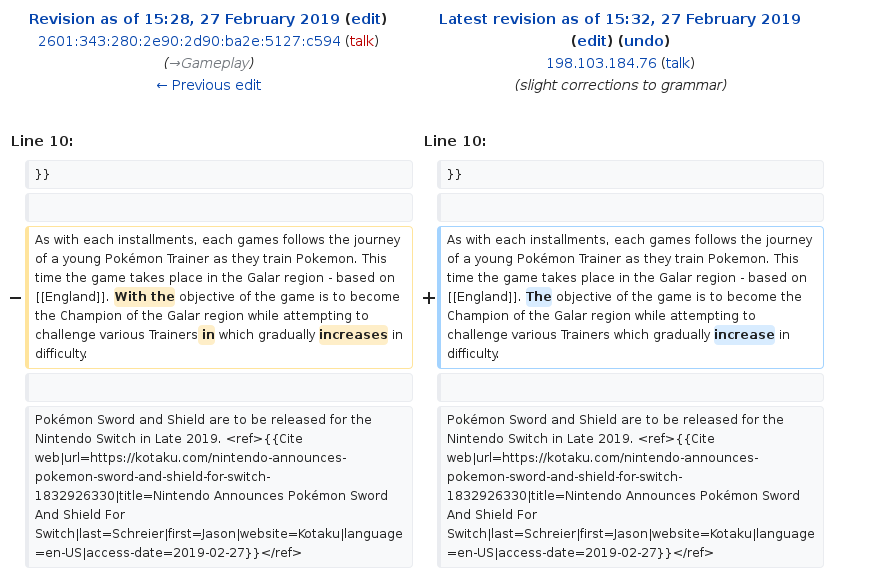 Revision as of 15:28, 27 February 2019 (edit)
2601:343:280:2e90:2d90:ba2e:5127:c594 (talk)
(→Gameplay)
← Previous edit
Latest revision as of 15:32, 27 February 2019
(edit) (undo)
198.103.184.76 (talk)
(slight corrections to grammar)
Line 10:
}}
− As with each installments, each games follows the journey
of a young Pokémon Trainer as they train Pokemon. This
time the game takes place in the Galar region - based on
[[England]]. With the objective of the game is to become
the Champion of the Galar region while attempting to
challenge various Trainers in which gradually increases in
difficulty.
Pokémon Sword and Shield are to be released for the
Nintendo Switch in Late 2019. <ref>{{Cite
web|url=https://kotaku.com/nintendo-announces-
pokemon-sword-and-shield-for-switch-
1832926330|title=Nintendo Announces Pokémon Sword
And Shield For
Switch|last=Schreier|first=Jason|website=Kotaku|language
=en-US|access-date=2019-02-27}}</ref>
Line 10:
}}
+ As with each installments, each games follows the journey
of a young Pokémon Trainer as they train Pokemon. This
time the game takes place in the Galar region - based on
[[England]]. The objective of the game is to become the
Champion of the Galar region while attempting to
challenge various Trainers which gradually increase in
difficulty.
Pokémon Sword and Shield are to be released for the
Nintendo Switch in Late 2019. <ref>{{Cite
web|url=https://kotaku.com/nintendo-announces-
pokemon-sword-and-shield-for-switch-
1832926330|title=Nintendo Announces Pokémon Sword
And Shield For
Switch|last=Schreier|first=Jason|website=Kotaku|language
=en-US|access-date=2019-02-27}}</ref>